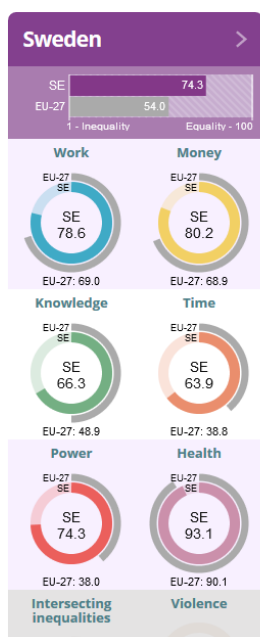 Sweden
SE 74.3
EU-27 54.0
1 - Inequality Equality - 100
Work Money
EU-27 EU-27
SE SE
SE SE
78.6 80.2
EU-27: 69.0 EU-27: 68.9
Knowledge Time
EU-27 EU-27
SE SE
SE SE
66.3 63.9
EU-27: 48.9 EU-27: 38.8
Power Health
EU-27 EU-27
SE SE
SE SE
74.3 93.1
EU-27: 38.0 EU-27: 90.1
Intersecting Violence
inequalities